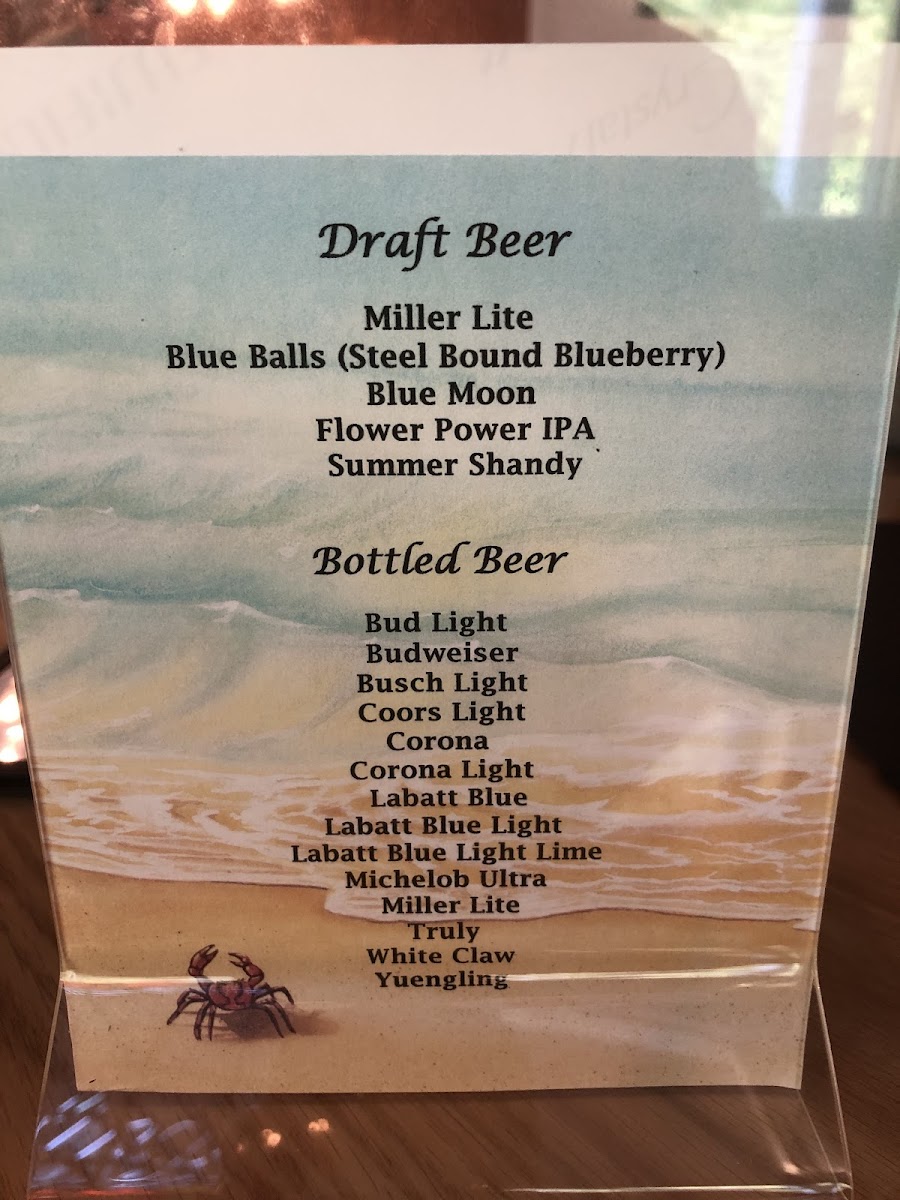 Draft Beer
Miller Lite
Blue Balls (Steel Bound Blueberry)
Blue Moon
Flower Power IPA
Summer Shandy
Bottled Beer
Bud Light
Budweiser
Busch Light
Coors Light
Corona
Corona Light
Labatt Blue
Labatt Blue Light
Labatt Blue Light Lime
Michelob Ultra
Miller Lite
Truly
White Claw
Yuengling